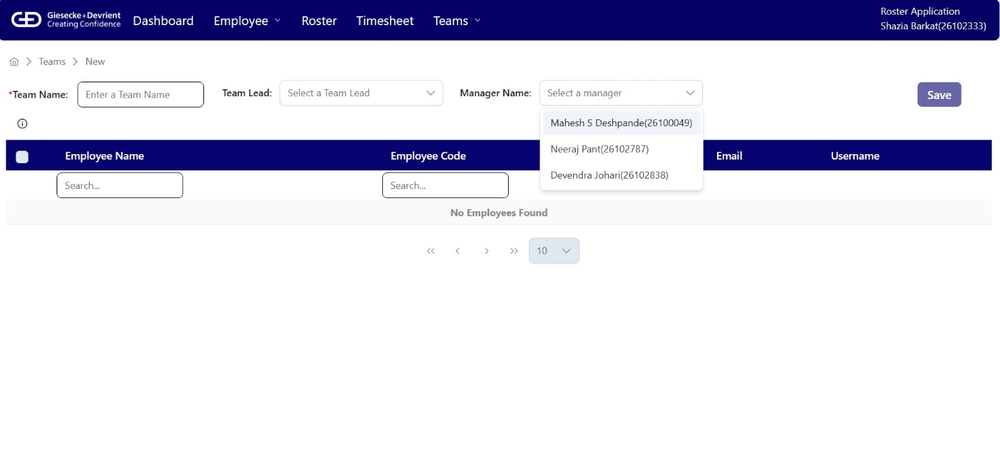 Giesecke+Devrient
Creating Confidence
Dashboard Employee Roster Timesheet Teams
Roster Application
Shazia Barkat(26102333)
Teams New
*Team Name: Enter a Team Name Team Lead: Select a Team Lead Manager Name: Select a manager Save
Mahesh S Deshpande(26100049)
Neeraj Pant(26102787)
Devendra Johari(26102838)
Employee Name Employee Code Email Username
Search... Search...
No Employees Found
10